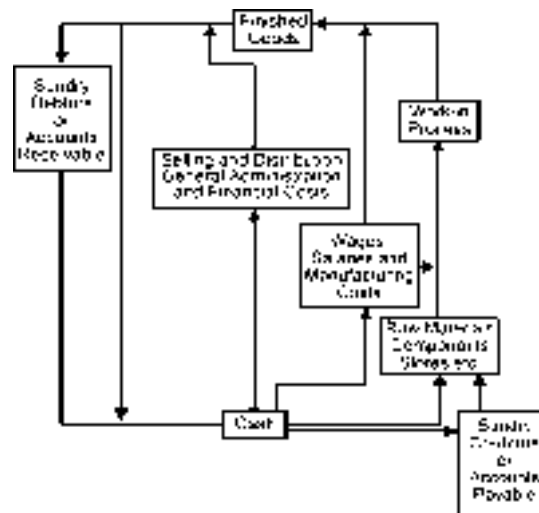 Finished
Goods
Sundry
Debtors
or
Accounts
Receivable
Work-in
Process
Selling and Distribution
General Administration
and Financial Costs
Wages
Salaries and
Manufacturing
Costs
Raw Materials
Components
Stores etc
Cash
Sundry
Creditors
or
Accounts
Payable